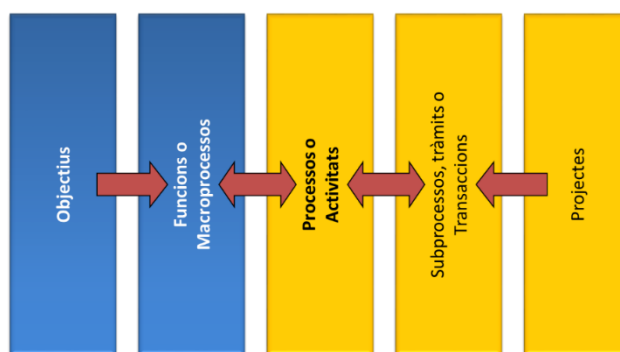 Objectius
Funcions o
Macroprocessos
Processos o
Activitats
Subprocessos, tràmits o
Transaccions
Projectes